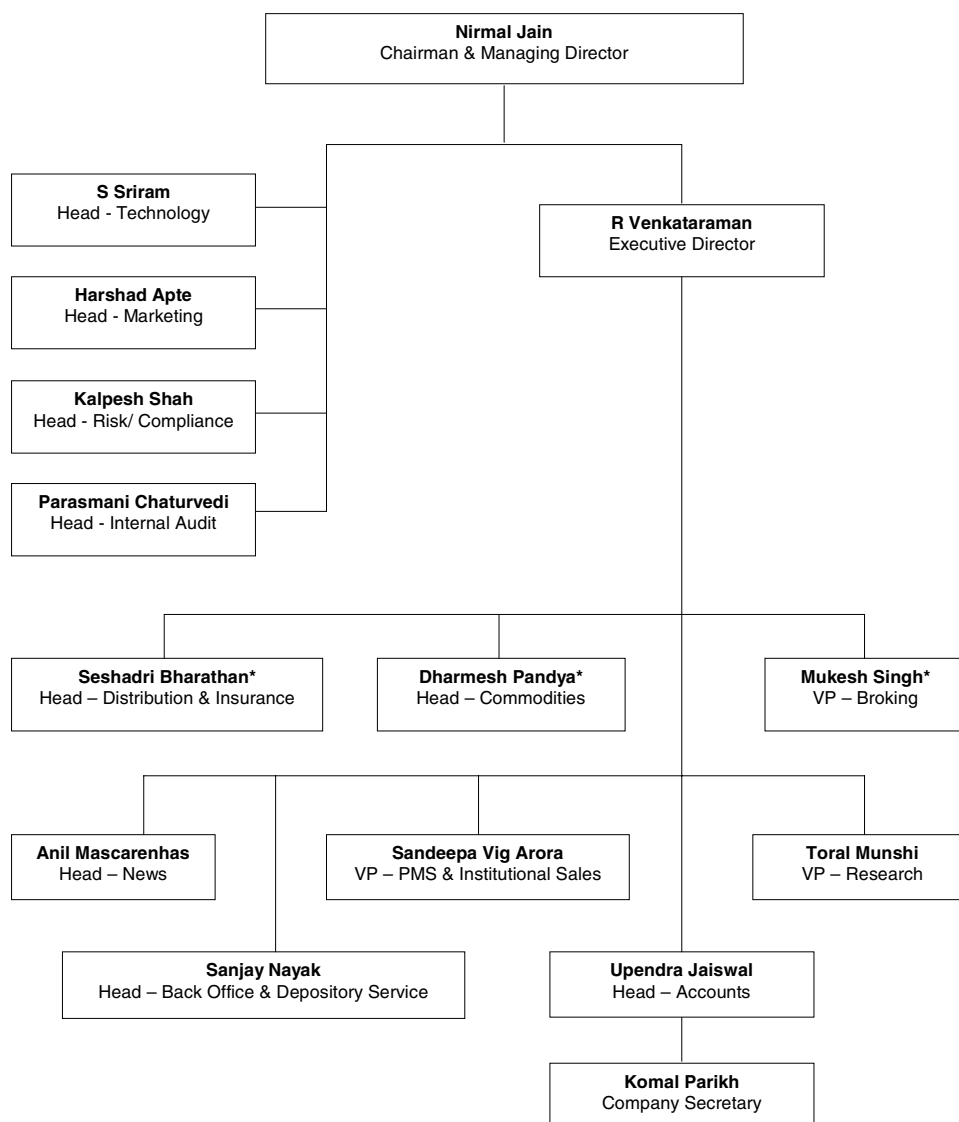 Nirmal Jain
Chairman & Managing Director
S Sriram
Head - Technology
R Venkataraman
Executive Director
Harshad Apte
Head - Marketing
Kalpesh Shah
Head - Risk/ Compliance
Parasmani Chaturvedi
Head - Internal Audit
Seshadri Bharathan*
Head – Distribution & Insurance
Dharmesh Pandya*
Head – Commodities
Mukesh Singh*
VP – Broking
Anil Mascarenhas
Head – News
Sandeepa Vig Arora
VP – PMS & Institutional Sales
Toral Munshi
VP – Research
Sanjay Nayak
Head – Back Office & Depository Service
Upendra Jaiswal
Head – Accounts
Komal Parikh
Company Secretary